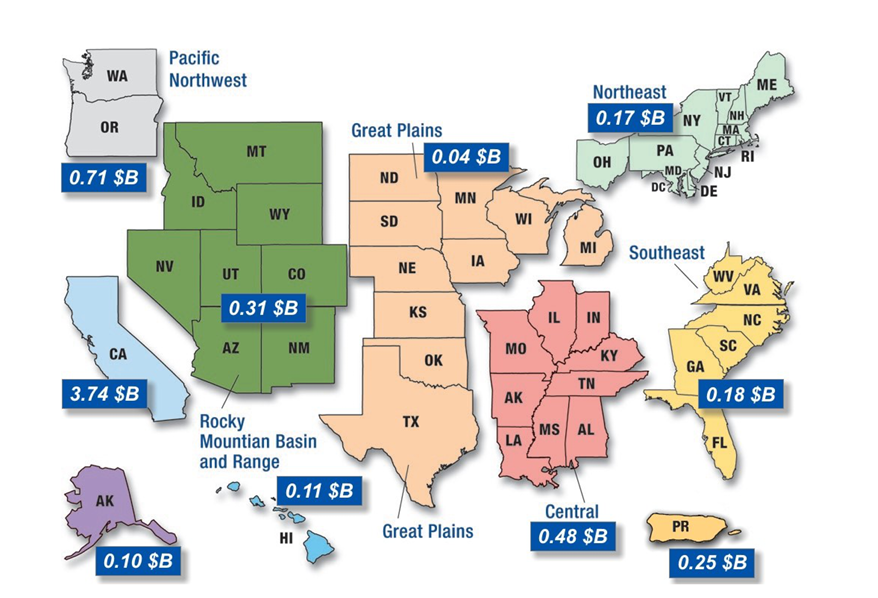 WA
Pacific
Northwest
OR
0.71 $B
MT
ID
WY
NV
UT
CO
0.31 $B
AZ
NM
Rocky
Mountian Basin
and Range
CA
3.74 $B
AK
0.10 $B
HI
0.11 $B
Great Plains
0.04 $B
ND
MN
SD
WI
MI
NE
IA
KS
OK
TX
Great Plains
Northeast
0.17 $B
ME
VT
NH
NY
MA
CT
RI
PA
OH
NJ
MD
DC
DE
Southeast
WV
VA
NC
SC
GA
0.18 $B
FL
IL
IN
MO
KY
TN
AK
MS
AL
LA
Central
0.48 $B
PR
0.25 $B